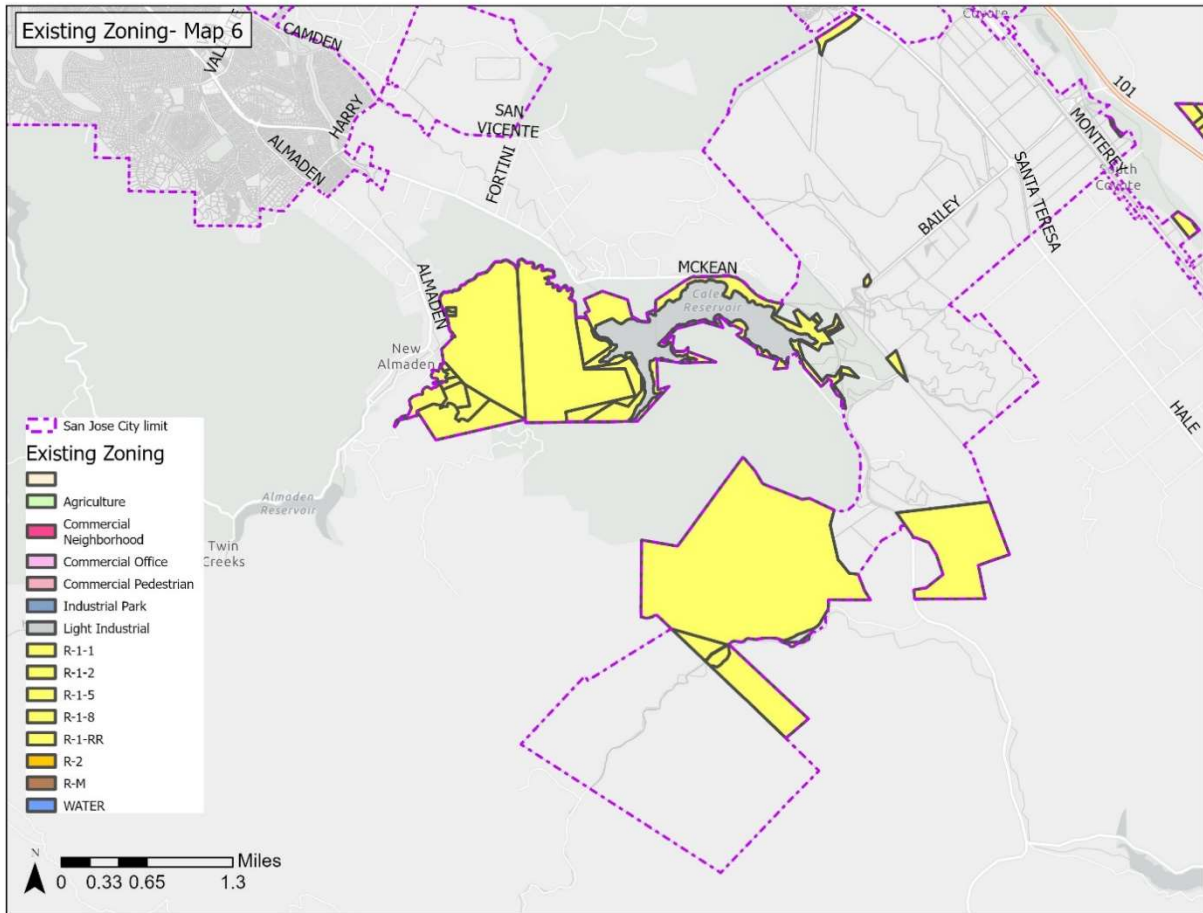 Existing Zoning- Map 6
CAMDEN
HARRY
ALMADEN
SAN
VICENTE
FORTINI
Coyote
101
MONTEREY
South
Coyote
SANTA TERESA
BAILEY
HALE
MCKEAN
Reservoir
ALMADEN
New
Almaden
San Jose City limit
Existing Zoning
Agriculture
Commercial
Neighborhood
Commercial Office
Commercial Pedestrian
Industrial Park
Light Industrial
R-1-1
R-1-2
R-1-5
R-1-8
R-1-RR
R-2
R-M
WATER
Almaden
Reservoir
Twin
Creeks
N
Miles
0 0.33 0.65 1.3